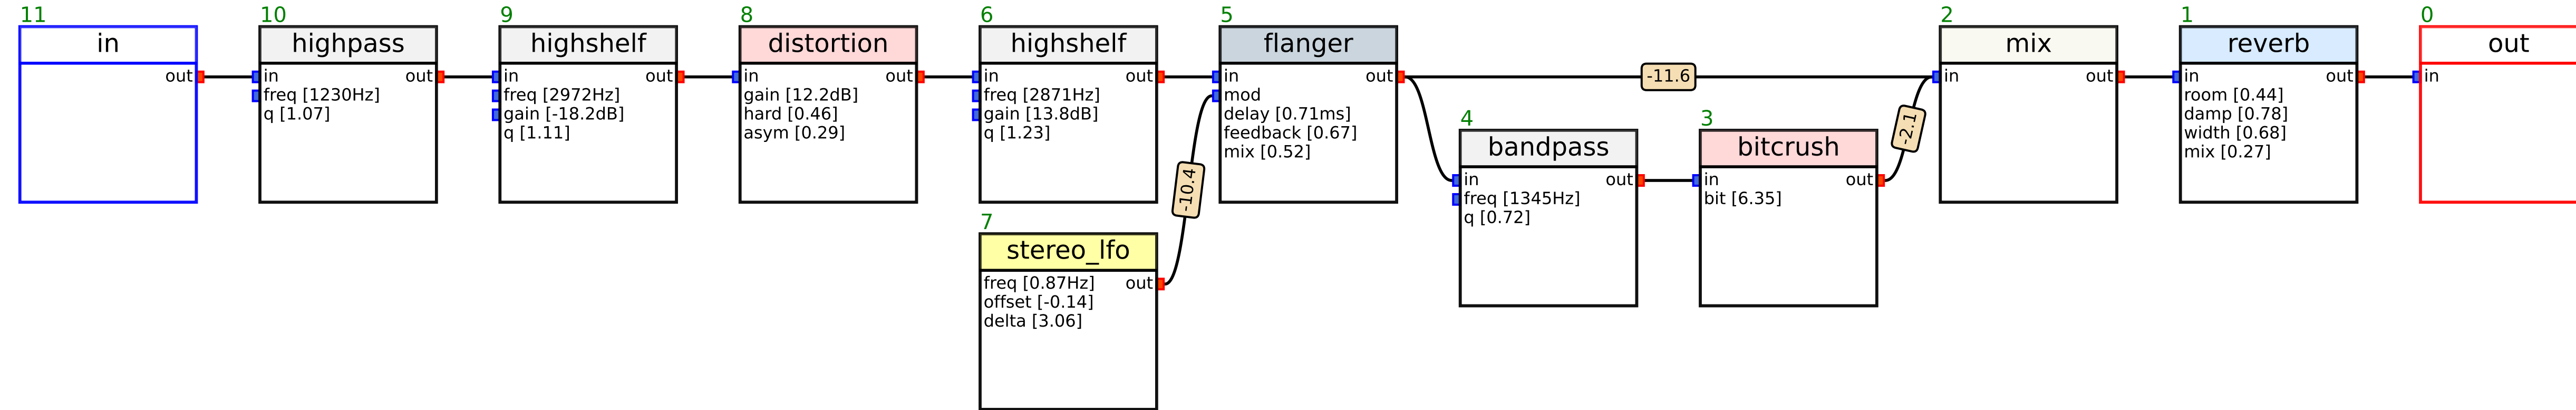 11
in
out
10
highpass
in out
freq [1230Hz]
q [1.07]
9
highshelf
in out
freq [2972Hz]
gain [-18.2dB]
q [1.11]
8
distortion
in out
gain [12.2dB]
hard [0.46]
asym [0.29]
6
highshelf
in out
freq [2871Hz]
gain [13.8dB]
q [1.23]
7
stereo_lfo
freq [0.87Hz] out
offset [-0.14]
delta [3.06]
-10.4
5
flanger
in out
mod
delay [0.71ms]
feedback [0.67]
mix [0.52]
-11.6
4
bandpass
in out
freq [1345Hz]
q [0.72]
3
bitcrush
in out
bit [6.35]
-2.1
2
mix
in out
1
reverb
in out
room [0.44]
damp [0.78]
width [0.68]
mix [0.27]
0
out
in